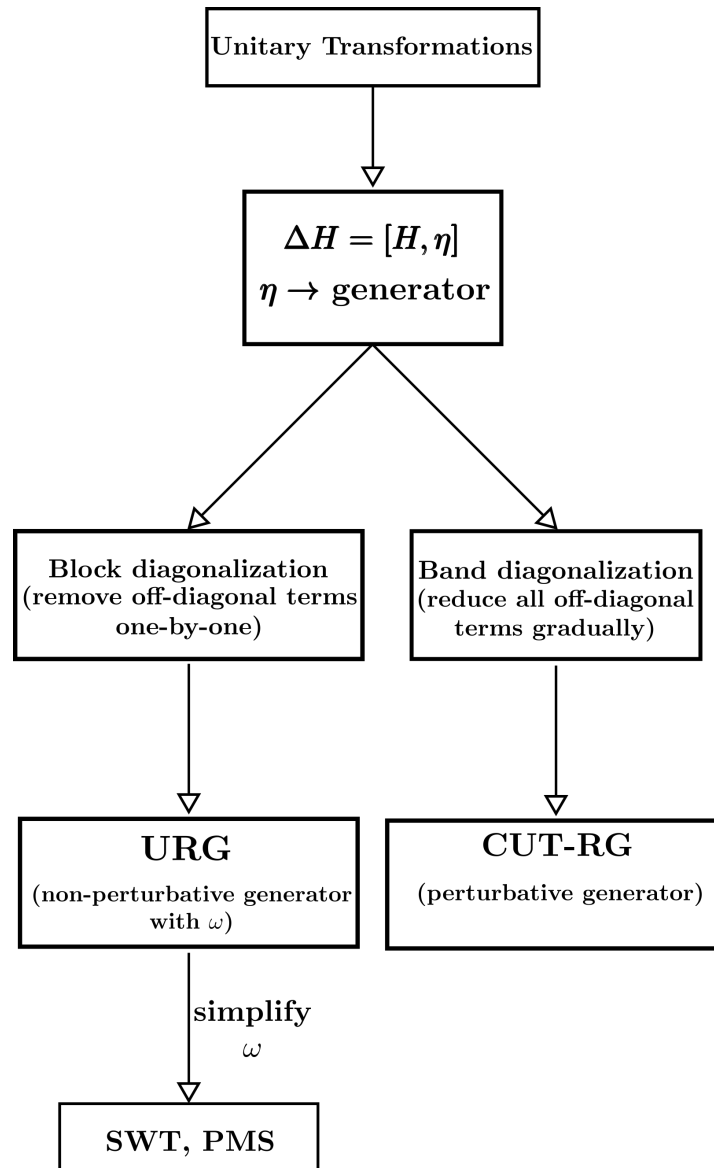 Unitary Transformations
ΔH = [H, η]
η → generator
Block diagonalization
(remove off-diagonal terms
one-by-one)
Band diagonalization
(reduce all off-diagonal
terms gradually)
URG
(non-perturbative generator
with ω)
CUT-RG
(perturbative generator)
simplify
ω
SWT, PMS